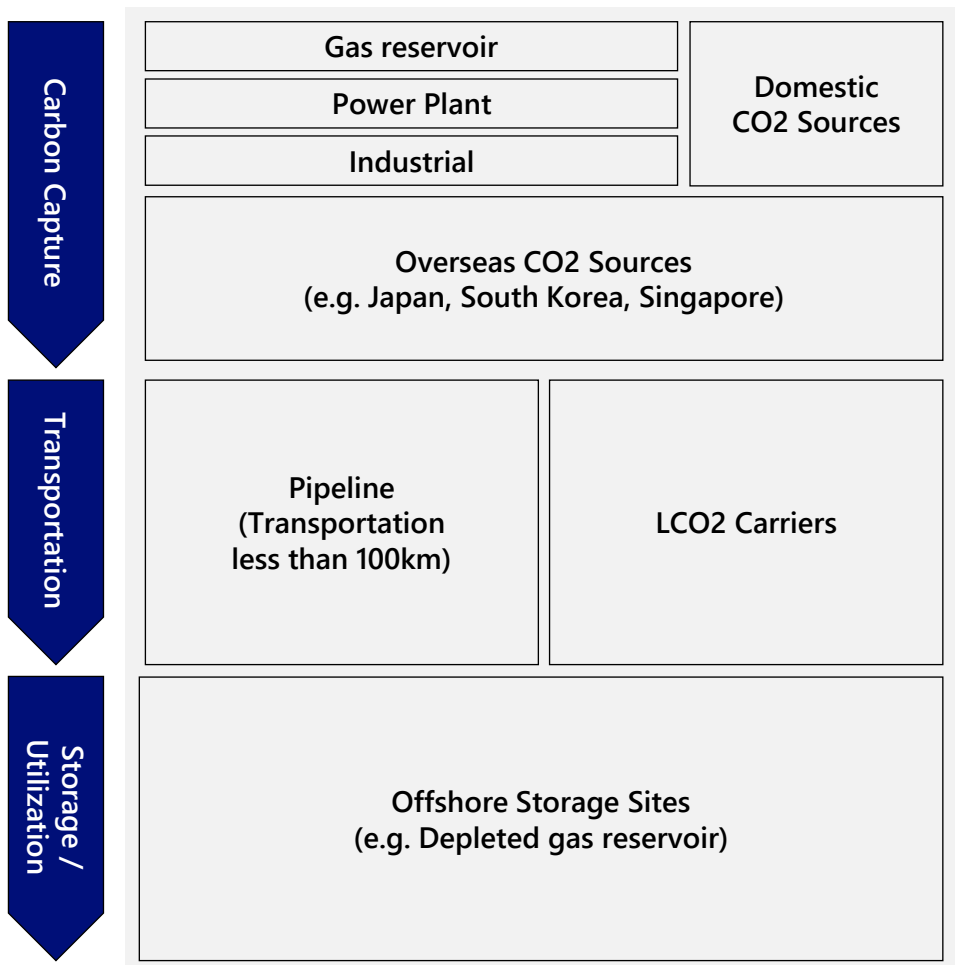 Carbon Capture
Gas reservoir
Power Plant
Industrial
Domestic
CO2 Sources
Overseas CO2 Sources
(e.g. Japan, South Korea, Singapore)
Transportation
Pipeline
(Transportation
less than 100km)
LCO2 Carriers
Storage /
Utilization
Offshore Storage Sites
(e.g. Depleted gas reservoir)